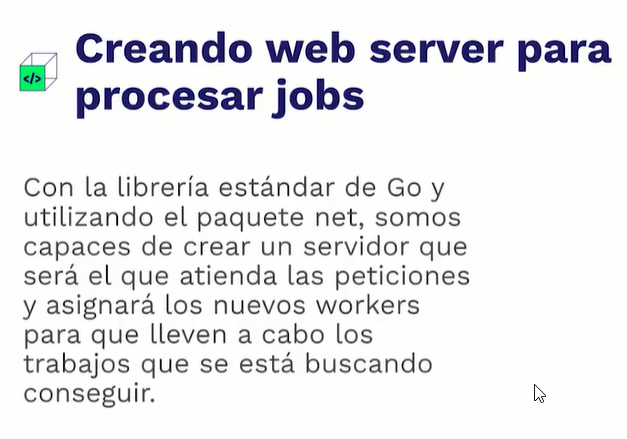 </>
Creando web server para
procesar jobs
Con la librería estándar de Go y
utilizando el paquete net, somos
capaces de crear un servidor que
será el que atienda las peticiones
y asignará los nuevos workers
para que lleven a cabo los
trabajos que se está buscando
conseguir.